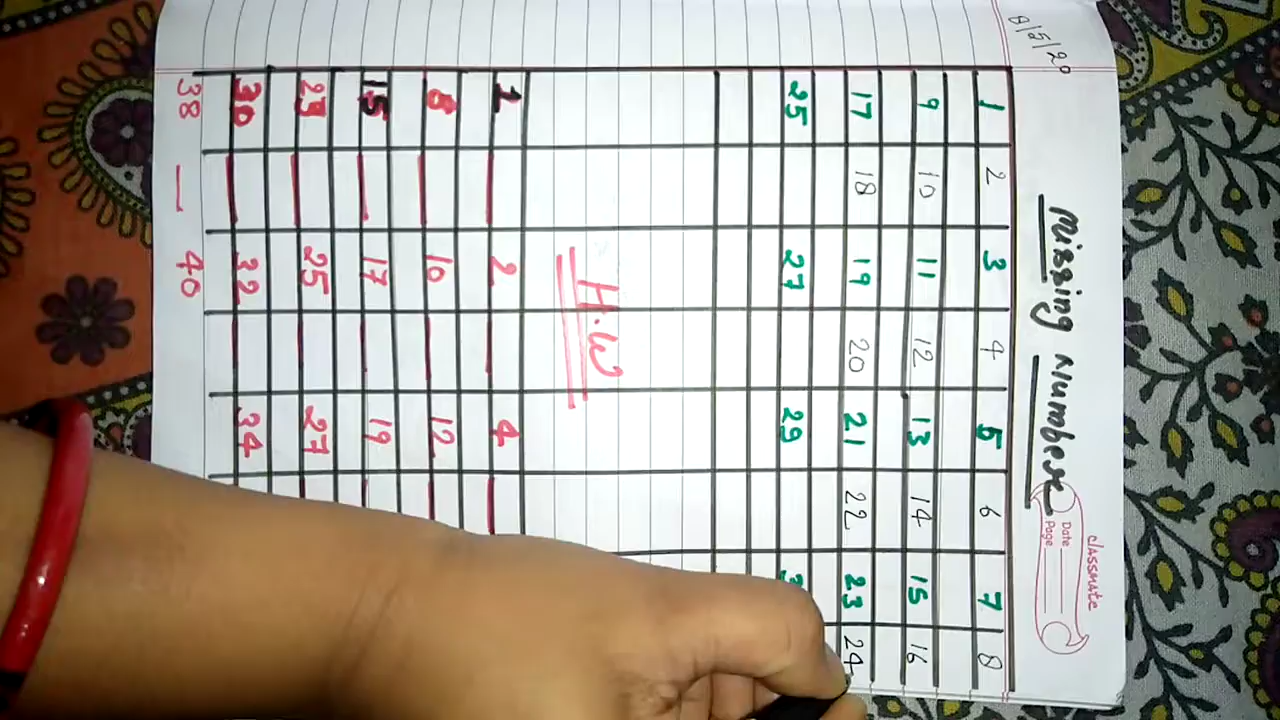 8/5/20
classmate
Date
Page
Missing Numbese
1 2 3 4 5 6 7 8
9 10 11 12 13 14 15 16
17 18 19 20 21 22 23 24
25 27 29
H.W
1 2 4
8 10 12
15 17 19
23 25 27
30 32 34
38 — 40